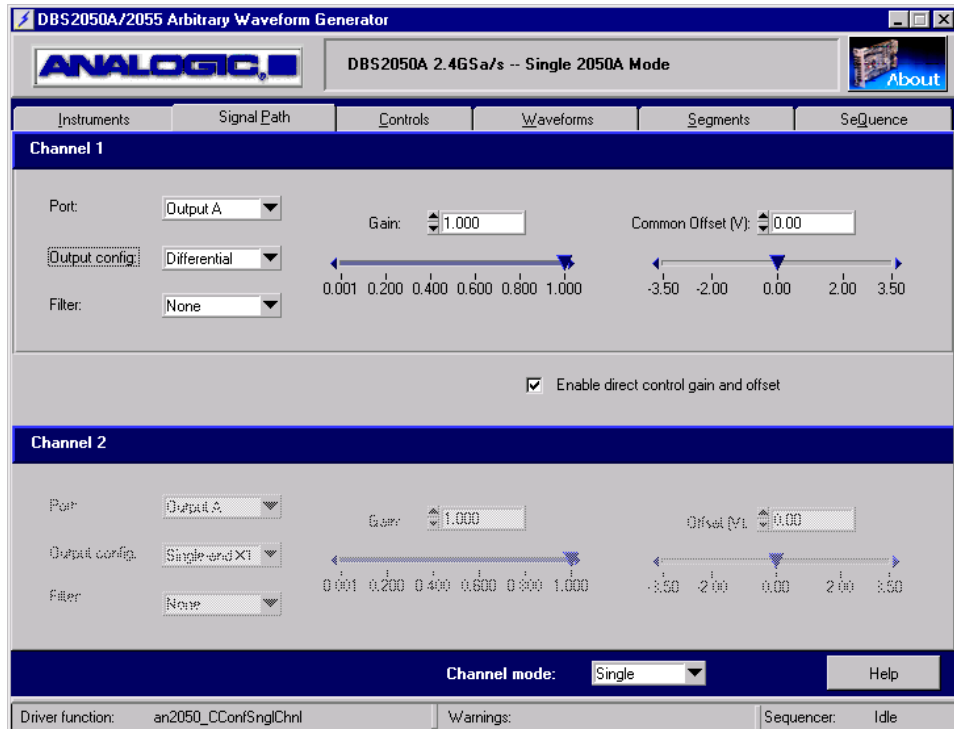 DBS2050A/2055 Arbitrary Waveform Generator
ANALOGIC.
DBS2050A 2.4GSa/s -- Single 2050A Mode
About
Instruments Signal Path Controls Waveforms Segments SeQuence
Channel 1
Port: Output A
Gain: 1.000 Common Offset (V): 0.00
Output config: Differential
0.001 0.200 0.400 0.600 0.800 1.000 -3.50 -2.00 0.00 2.00 3.50
Filter: None
Enable direct control gain and offset
Channel 2
Port: Output A
Gain: 1.000 Offset (V): 0.00
Output config. Single-end X1
0.001 0.200 0.400 0.600 0.800 1.000 -3.50 -2.00 0.00 2.00 3.50
Filter: None
Channel mode: Single Help
Driver function: an2050_CConfSnglChnl Warnings: Sequencer: Idle